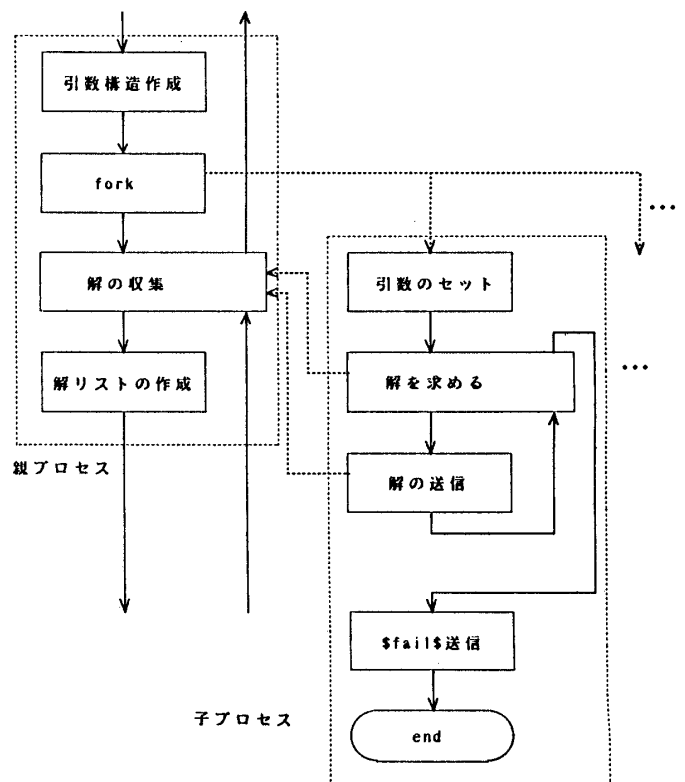 引数構造作成
fork
解の収集
解リストの作成
親プロセス
引数のセット
解を求める
解の送信
$fail$送信
end
子プロセス
...
...